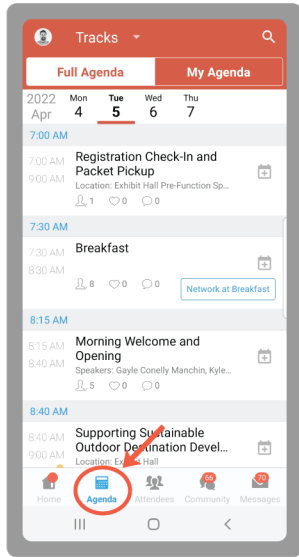 Tracks
Full Agenda
My Agenda
2022
Apr
Mon
4
Tue
5
Wed
6
Thu
7
7:00 AM
7:00 AM
9:00 AM
Registration Check-In and
Packet Pickup
Location: Exhibit Hall Pre-Function Sp...
1 0 0
7:30 AM
7:30 AM
8:30 AM
Breakfast
8 0 0
Network at Breakfast
8:15 AM
8:15 AM
8:40 AM
Morning Welcome and
Opening
Speakers: Gayle Conelly Manchin, Kyle...
5 0 0
8:40 AM
8:40 AM
9:00 AM
Supporting Sustainable
Outdoor Destination Devel...
Location: Exhibit Hall
66
70
Home
Agenda
Attendees
Community
Messages